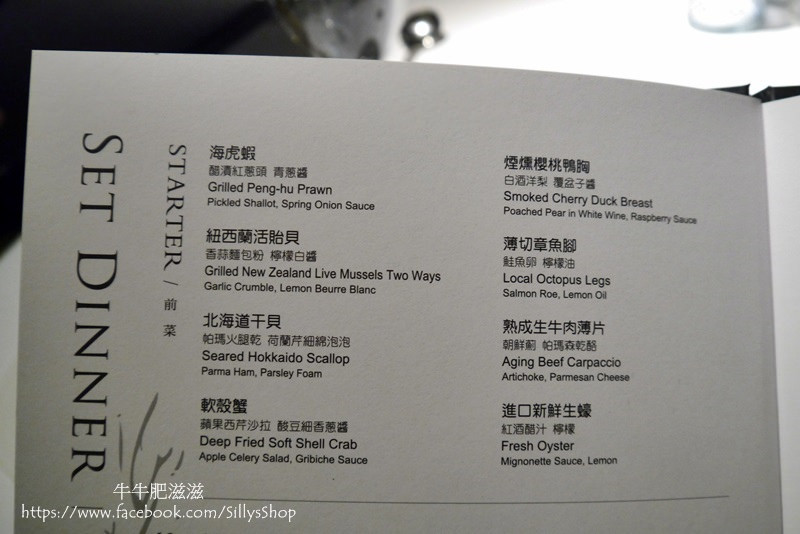 SET DINNER
STARTER / 前菜
海虎蝦
醋漬紅蔥頭 青蔥醬
Grilled Peng-hu Prawn
Pickled Shallot, Spring Onion Sauce
紐西蘭活貽貝
香蒜麵包粉 檸檬白醬
Grilled New Zealand Live Mussels Two Ways
Garlic Crumble, Lemon Beurre Blanc
北海道干貝
帕瑪火腿乾 荷蘭芹細綿泡泡
Seared Hokkaido Scallop
Parma Ham, Parsley Foam
軟殼蟹
蘋果西芹沙拉 酸豆細香蔥醬
Deep Fried Soft Shell Crab
Apple Celery Salad, Gribiche Sauce
煙燻櫻桃鴨胸
白酒洋梨 覆盆子醬
Smoked Cherry Duck Breast
Poached Pear in White Wine, Raspberry Sauce
薄切章魚腳
鮭魚卵 檸檬油
Local Octopus Legs
Salmon Roe, Lemon Oil
熟成生牛肉薄片
朝鮮薊 帕瑪森乾酪
Aging Beef Carpaccio
Artichoke, Parmesan Cheese
進口新鮮生蠔
紅酒醋汁 檸檬
Fresh Oyster
Mignonette Sauce, Lemon
牛牛肥滋滋
https://www.facebook.com/SillysShop